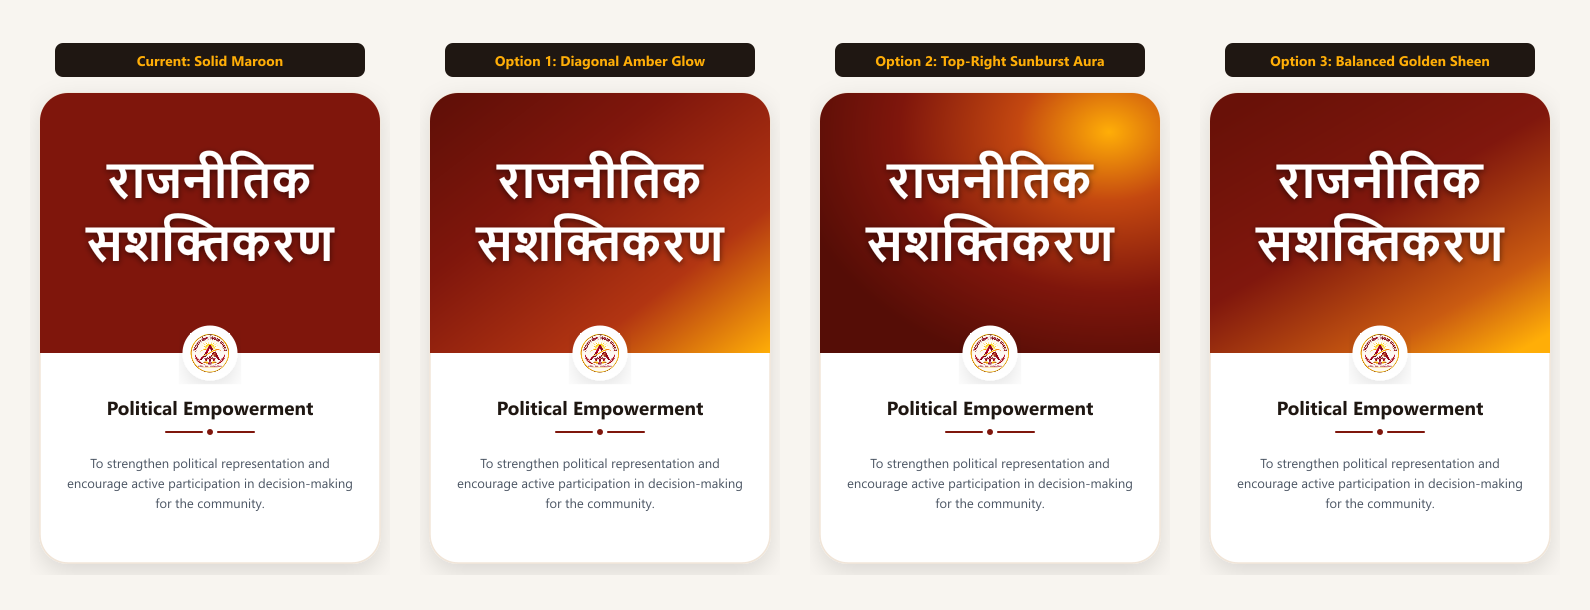 Current: Solid Maroon
राजनीतिक
सशक्तिकरण
Political Empowerment
To strengthen political representation and
encourage active participation in decision-making
for the community.
Option 1: Diagonal Amber Glow
राजनीतिक
सशक्तिकरण
Political Empowerment
To strengthen political representation and
encourage active participation in decision-making
for the community.
Option 2: Top-Right Sunburst Aura
राजनीतिक
सशक्तिकरण
Political Empowerment
To strengthen political representation and
encourage active participation in decision-making
for the community.
Option 3: Balanced Golden Sheen
राजनीतिक
सशक्तिकरण
Political Empowerment
To strengthen political representation and
encourage active participation in decision-making
for the community.